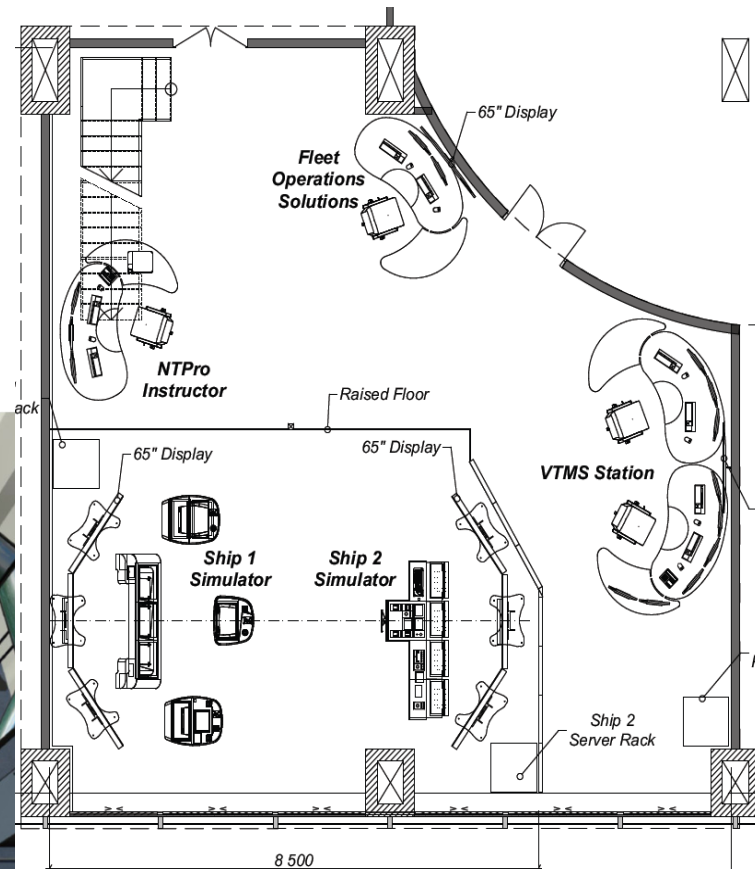 65" Display
Fleet
Operations
Solutions
NTPro
Instructor
ack
Raised Floor
65" Display
65" Display
VTMS Station
Ship 1
Simulator
Ship 2
Simulator
Ship 2
Server Rack
8 500